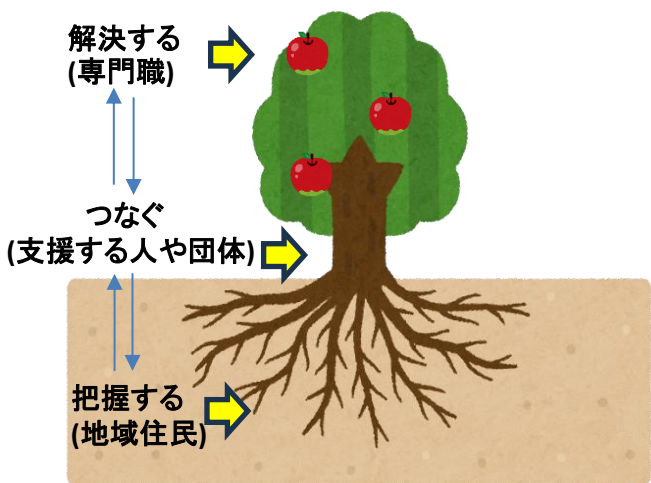 解決する
(専門職)
つなぐ
(支援する人や団体)
把握する
(地域住民)